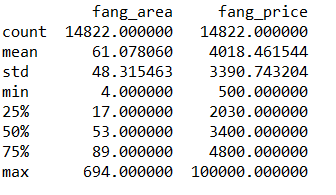 fang_area fang_price
count 14822.000000 14822.000000
mean 61.078060 4018.461544
std 48.315463 3390.743204
min 4.000000 500.000000
25% 17.000000 2030.000000
50% 53.000000 3400.000000
75% 89.000000 4800.000000
max 694.000000 100000.000000